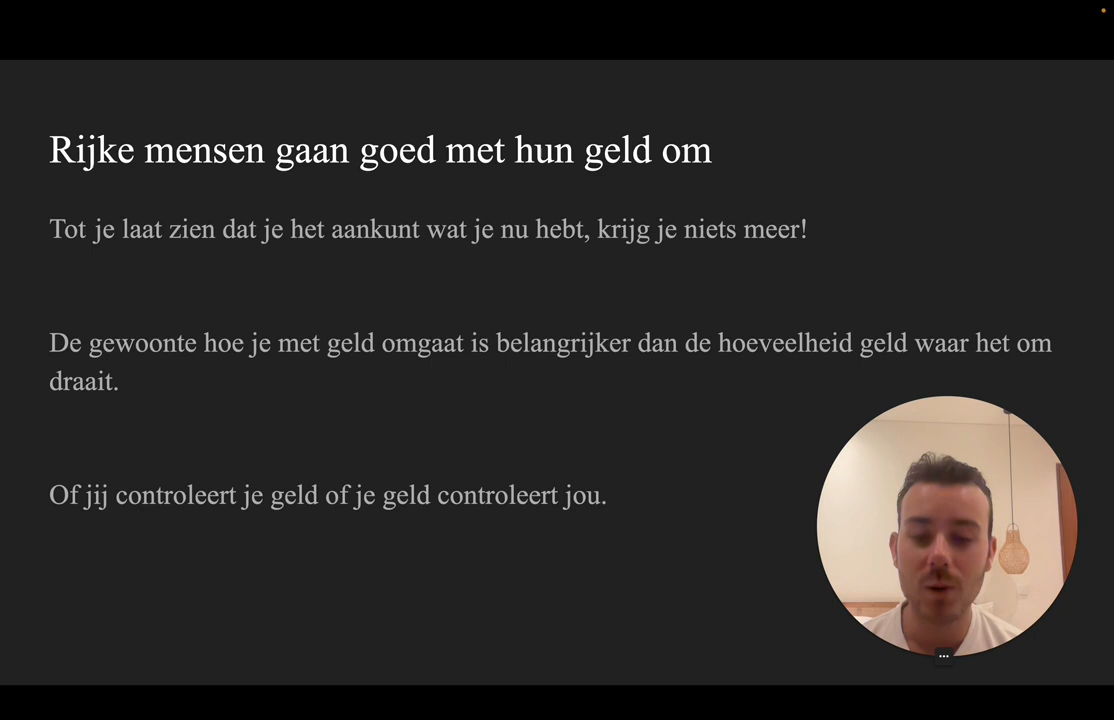 Rijke mensen gaan goed met hun geld om
Tot je laat zien dat je het aankunt wat je nu hebt, krijg je niets meer!
De gewoonte hoe je met geld omgaat is belangrijker dan de hoeveelheid geld waar het om
draait.
Of jij controleert je geld of je geld controleert jou.